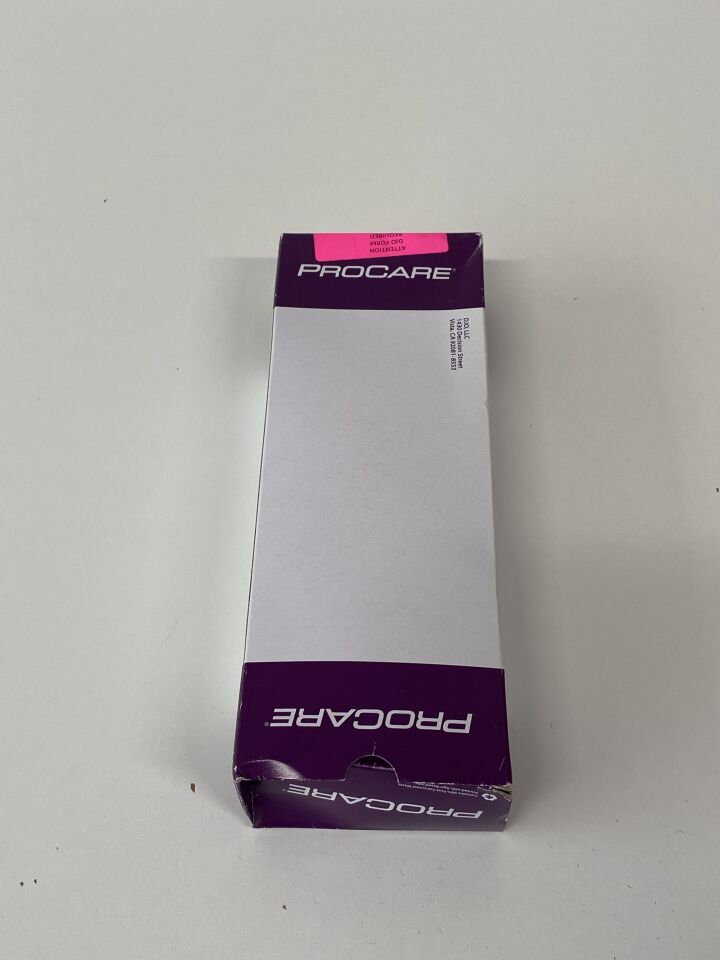 ATTENTION
DJO FORM
REQUIRED
PROCARE®
DJO, LLC
1430 Decision Street
Vista, CA 92081-8553
PROCARE®
PROCARE